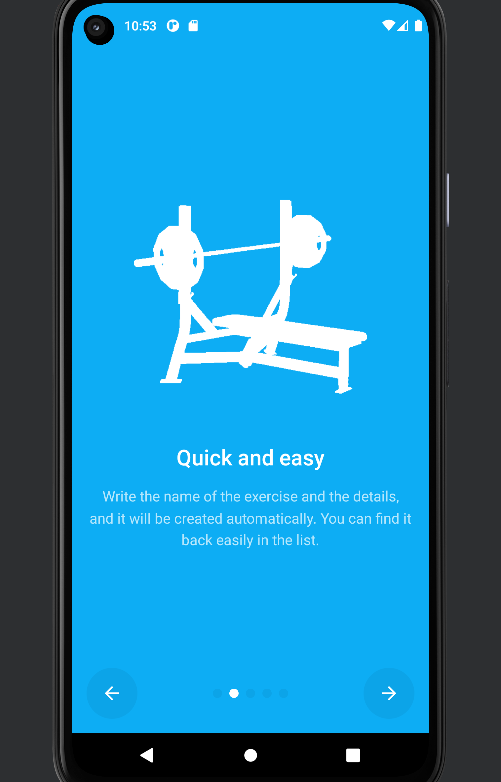 10:53
Quick and easy
Write the name of the exercise and the details,
and it will be created automatically. You can find it
back easily in the list.